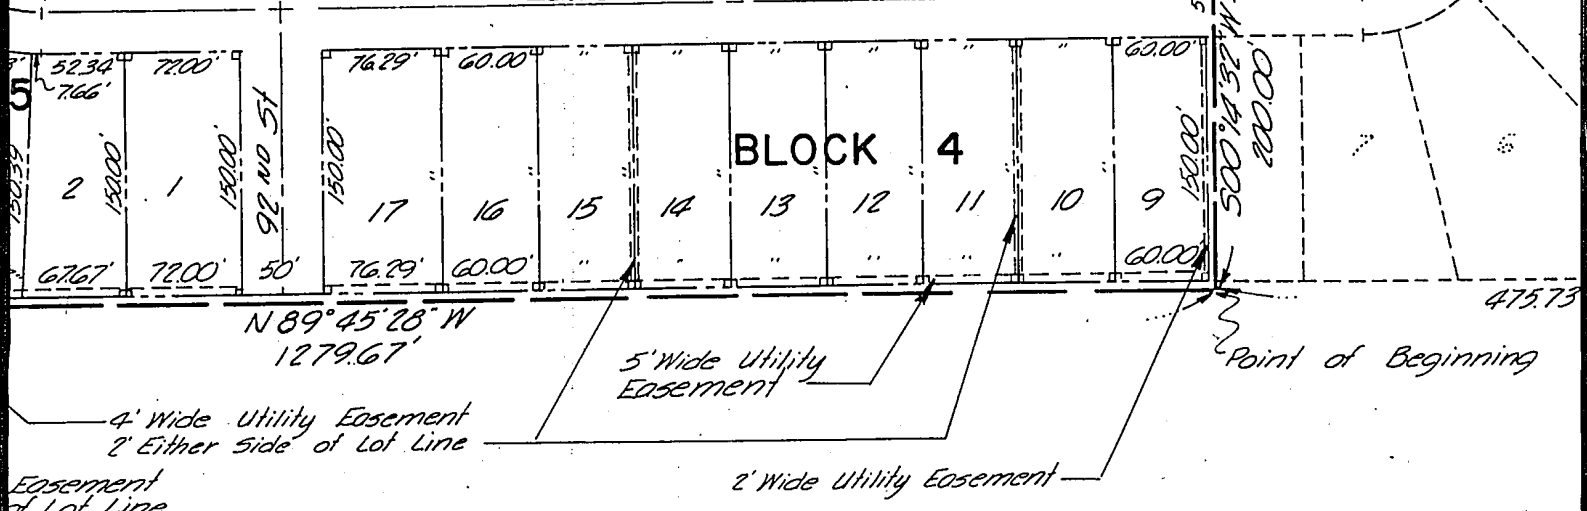 52.34 72.00' 76.29' 60.00' " " " " " " 60.00'
7.66'
5
150.39 150.00' 150.00' 92 ND St 150.00' " " " " " 150.00' S00°14'32"W
200.00'
BLOCK 4
2 1 17 16 15 14 13 12 11 10 9 7 6
67.67' 72.00' 50' 76.29' 60.00' " " " " " " 60.00'
N 89°45'28" W
1279.67'
475.73
5' Wide Utility
Easement
Point of Beginning
4' Wide Utility Easement
2' Either Side of Lot Line
2' Wide Utility Easement
Easement
of Lot Line